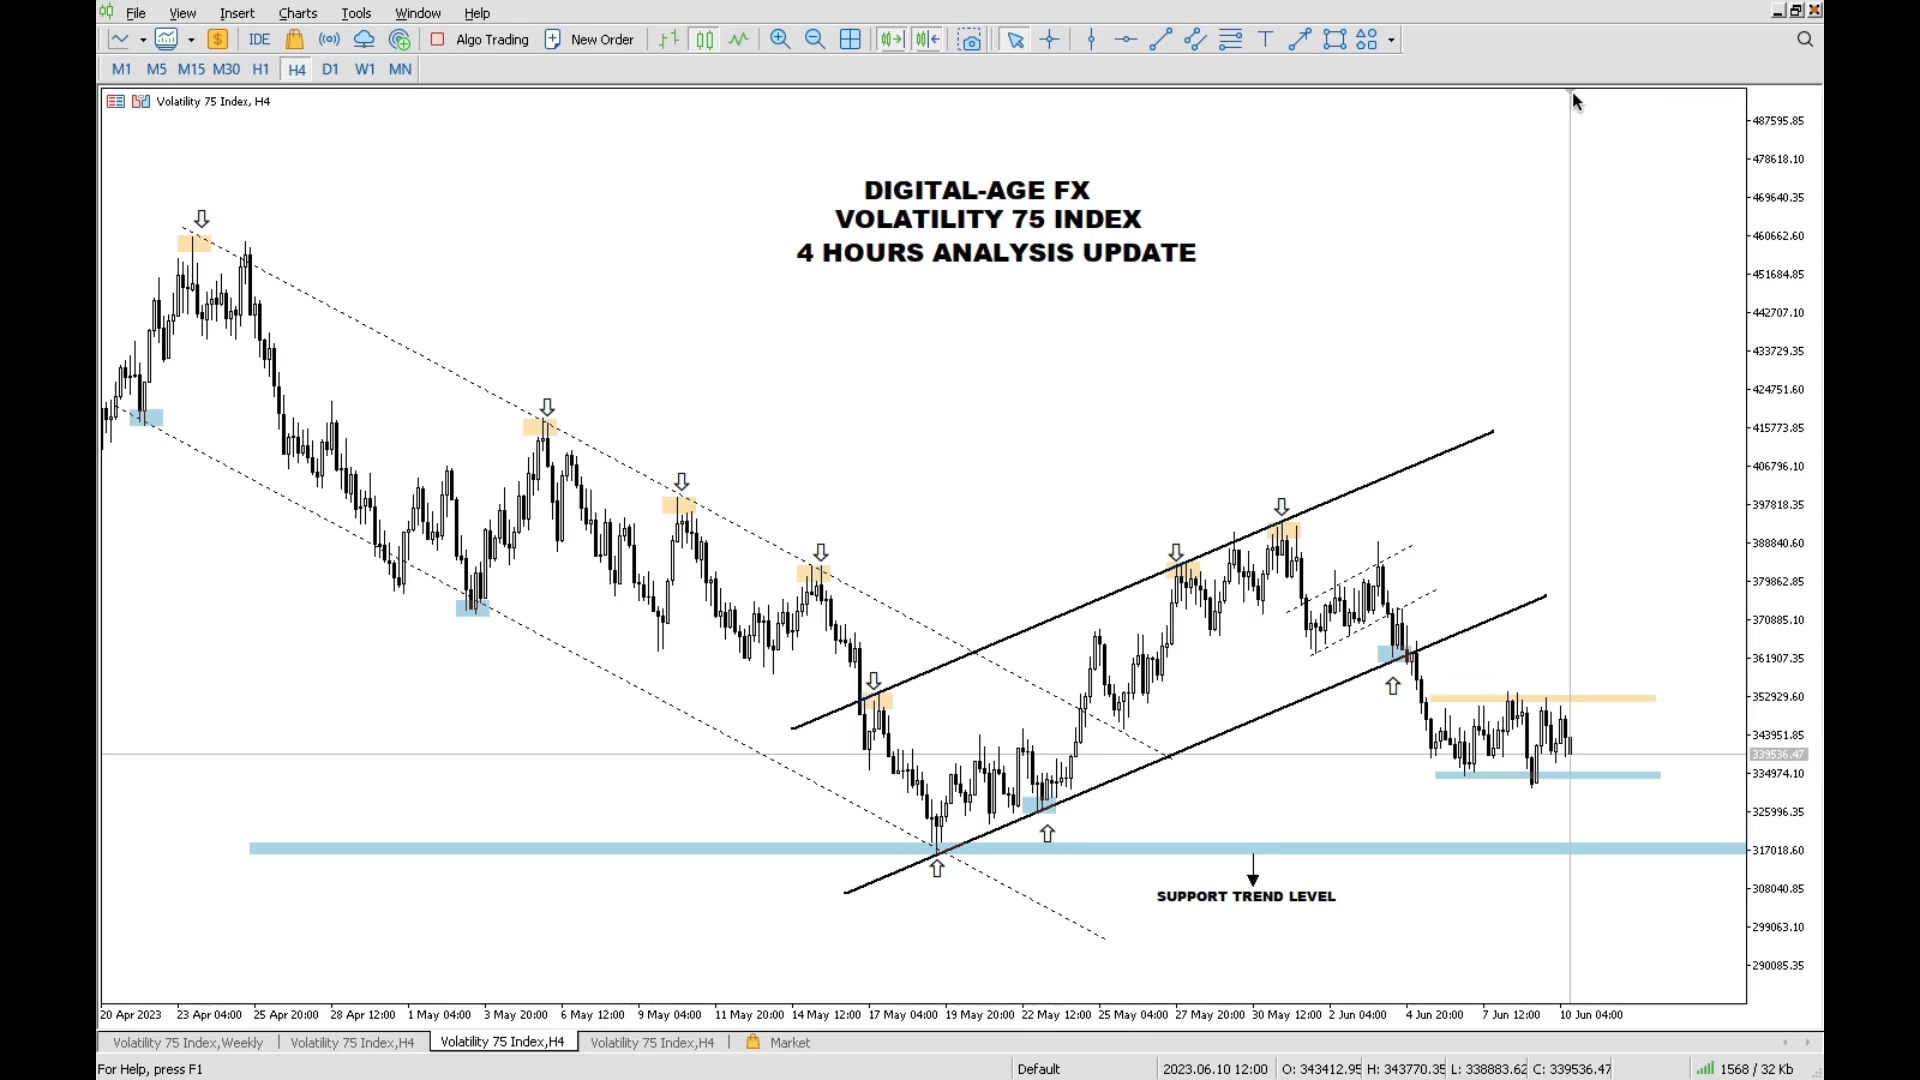 File View Insert Charts Tools Window Help
IDE Algo Trading New Order
M1 M5 M15 M30 H1 H4 D1 W1 MN
Volatility 75 Index, H4
DIGITAL-AGE FX
VOLATILITY 75 INDEX
4 HOURS ANALYSIS UPDATE
487595.85
478618.10
469640.35
460662.60
451684.85
442707.10
433729.35
424751.60
415773.85
406796.10
397818.35
388840.60
379862.85
370885.10
361907.35
352929.60
343951.85
339536.47
334974.10
325996.35
317018.60
308040.85
299063.10
290085.35
SUPPORT TREND LEVEL
20 Apr 2023 23 Apr 04:00 25 Apr 20:00 28 Apr 12:00 1 May 04:00 3 May 20:00 6 May 12:00 9 May 04:00 11 May 20:00 14 May 12:00 17 May 04:00 19 May 20:00 22 May 12:00 25 May 04:00 27 May 20:00 30 May 12:00 2 Jun 04:00 4 Jun 20:00 7 Jun 12:00 10 Jun 04:00
Volatility 75 Index,Weekly Volatility 75 Index,H4 Volatility 75 Index,H4 Volatility 75 Index,H4 Market
For Help, press F1 Default 2023.06.10 12:00 O: 343412.95 H: 343770.35 L: 338883.62 C: 339536.47 1568 / 32 Kb